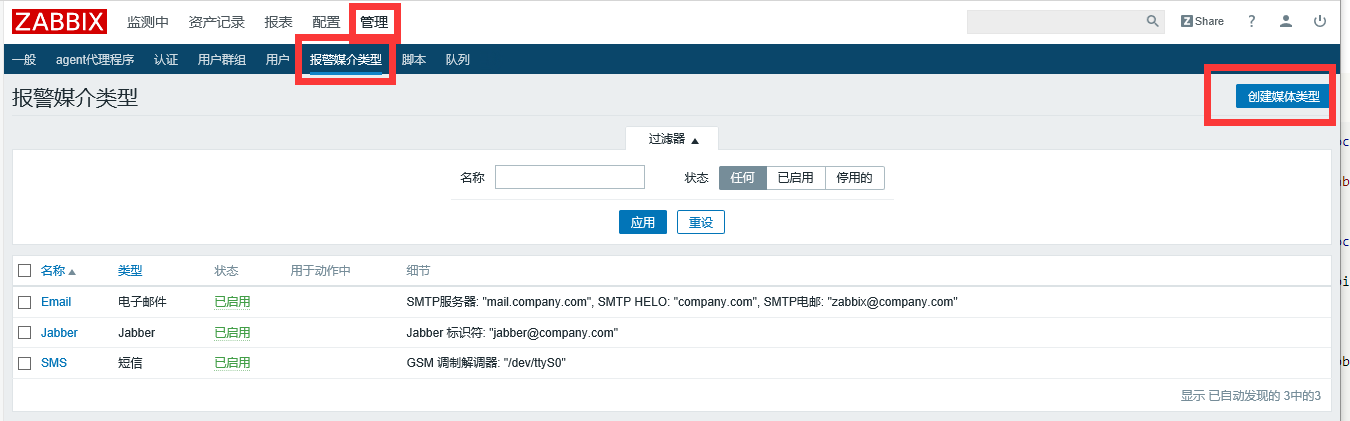 ZABBIX 监测中 资产记录 报表 配置 管理 Z Share ?
一般 agent代理程序 认证 用户群组 用户 报警媒介类型 脚本 队列
报警媒介类型 创建媒体类型
过滤器 ▲
名称 状态 任何 已启用 停用的
应用 重设
名称 ▲ 类型 状态 用于动作中 细节
Email 电子邮件 已启用 SMTP服务器: "mail.company.com", SMTP HELO: "company.com", SMTP电邮: "zabbix@company.com"
Jabber Jabber 已启用 Jabber 标识符: "jabber@company.com"
SMS 短信 已启用 GSM 调制解调器: "/dev/ttyS0"
显示 已自动发现的 3中的3